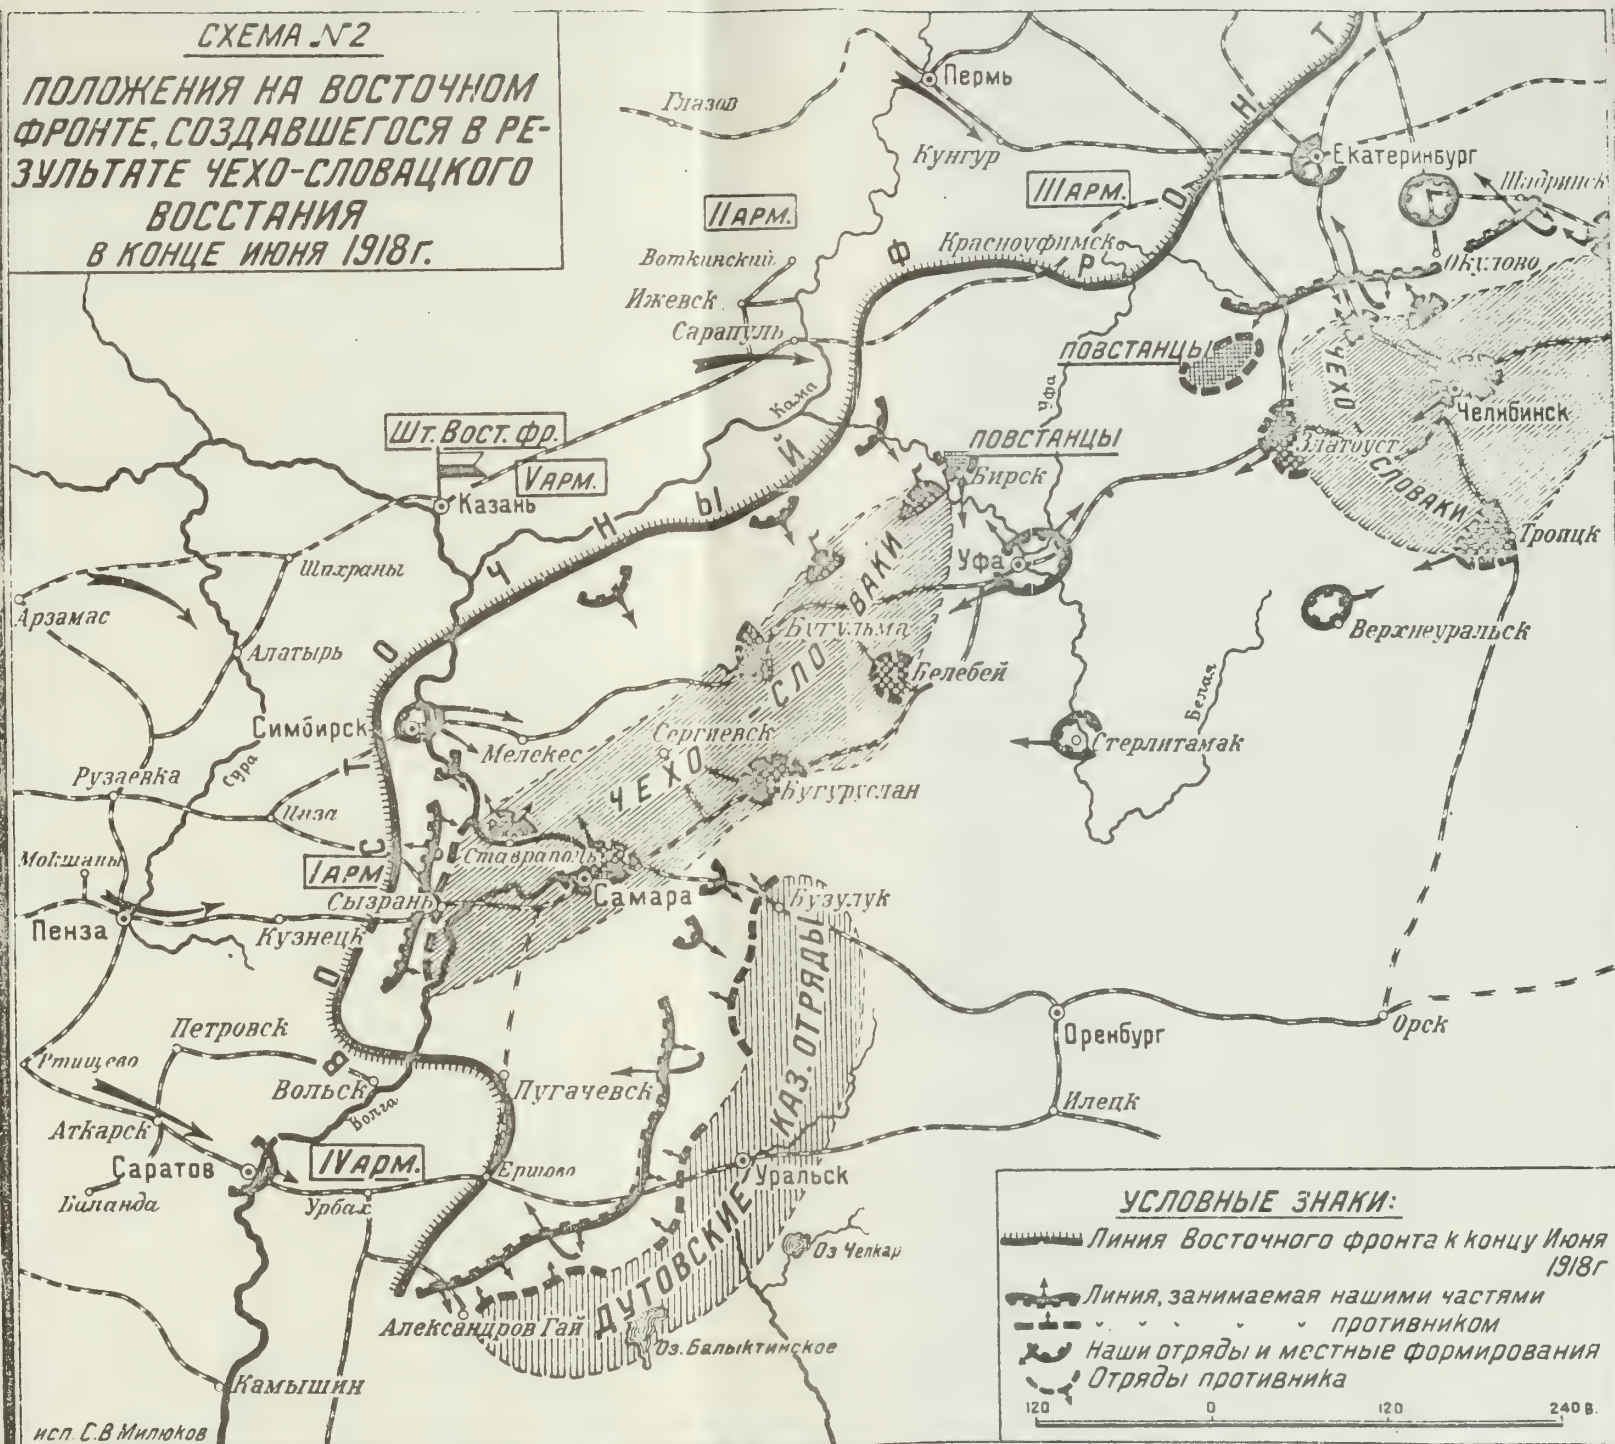 СХЕМА №2
ПОЛОЖЕНИЯ НА ВОСТОЧНОМ
ФРОНТЕ, СОЗДАВШЕГОСЯ В РЕ-
ЗУЛЬТАТЕ ЧЕХО-СЛОВАЦКОГО
ВОССТАНИЯ
В КОНЦЕ ИЮНЯ 1918г.
Глазов
Пермь
Кунгур
Екатеринбург
Шадринск
II АРМ.
III АРМ.
Воткинский
Красноуфимск
Окулово
Ижевск
Сарапуль
ПОВСТАНЦЫ
Кама
Уфа
ЧЕХО
СЛОВАКИ
Челябинск
Златоуст
Троицк
Шт. Вост. фр.
V АРМ.
Казань
ПОВСТАНЦЫ
Бирск
Уфа
Шихраны
Арзамас
Алатырь
Верхнеуральск
Бугульма
Белебей
Белая
Стерлитамак
Симбирск
Мелекес
Сергиевск
ЧЕХО
СЛОВАКИ
Бугуруслан
Рузаевка
Сура
Инза
Мокшаны
Ставраполь
I АРМ
Сызрань
Самара
Бузулук
Пенза
Кузнецк
ВОСТОЧНЫЙ ФРОНТ
Петровск
Ртищево
Вольск
Волга
Пугачевск
Оренбург
Орск
Илецк
Аткарск
Саратов
IV АРМ.
Баланда
Урбах
Ершово
Уральск
ДУТОВСКИЕ КАЗ. ОТРЯДЫ
Оз Челкар
Александров Гай
Оз. Балыктинское
Камышин
исп. С.В Милюков
УСЛОВНЫЕ ЗНАКИ:
Линия Восточного фронта к концу Июня
1918г
Линия, занимаемая нашими частями
" " " " " противником
Наши отряды и местные формирования
Отряды противника
120 0 120 240 в.